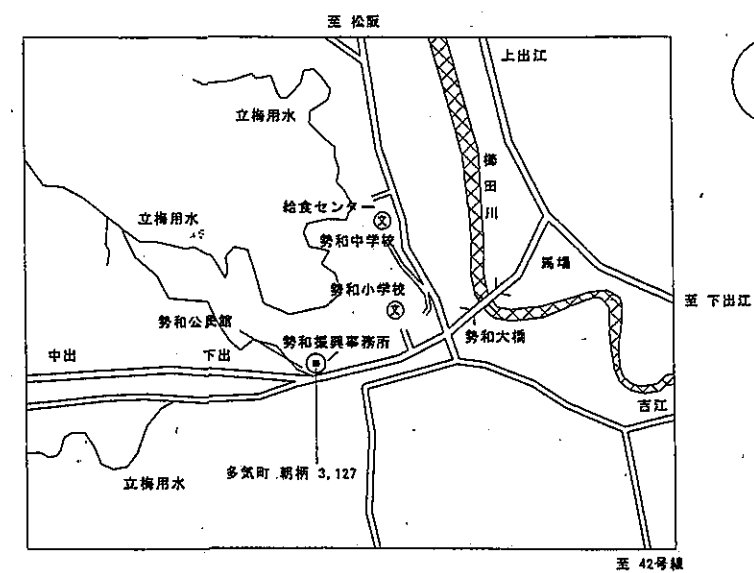 至 松阪
上出江
立梅用水
櫛田川
給食センター
立梅用水
文
勢和中学校
馬場
勢和小学校
至 下出江
文
勢和公民館
勢和振興事務所
勢和大橋
中出
下出
吉江
多気町 朝柄 3,127
立梅用水
至 42号線